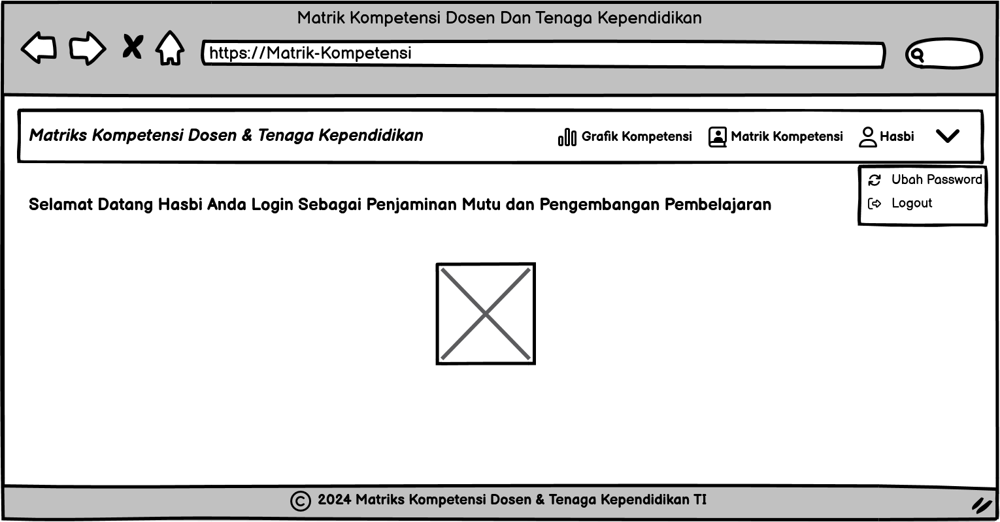 Matrik Kompetensi Dosen Dan Tenaga Kependidikan
https://Matrik-Kompetensi
Matriks Kompetensi Dosen & Tenaga Kependidikan
Grafik Kompetensi
Matrik Kompetensi
Hasbi
Ubah Password
Logout
Selamat Datang Hasbi Anda Login Sebagai Penjaminan Mutu dan Pengembangan Pembelajaran
© 2024 Matriks Kompetensi Dosen & Tenaga Kependidikan TI